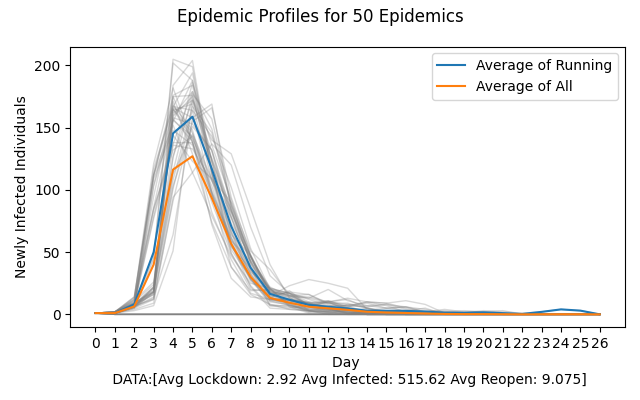 Epidemic Profiles for 50 Epidemics
Average of Running
Average of All
Newly Infected Individuals
200
150
100
50
0
0 1 2 3 4 5 6 7 8 9 10 11 12 13 14 15 16 17 18 19 20 21 22 23 24 25 26
Day
DATA:[Avg Lockdown: 2.92 Avg Infected: 515.62 Avg Reopen: 9.075]